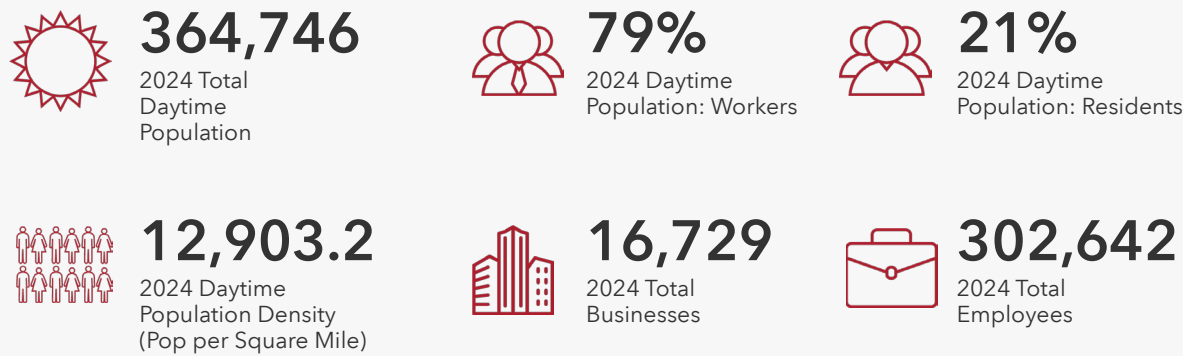 364,746
2024 Total
Daytime
Population
79%
2024 Daytime
Population: Workers
21%
2024 Daytime
Population: Residents
12,903.2
2024 Daytime
Population Density
(Pop per Square Mile)
16,729
2024 Total
Businesses
302,642
2024 Total
Employees